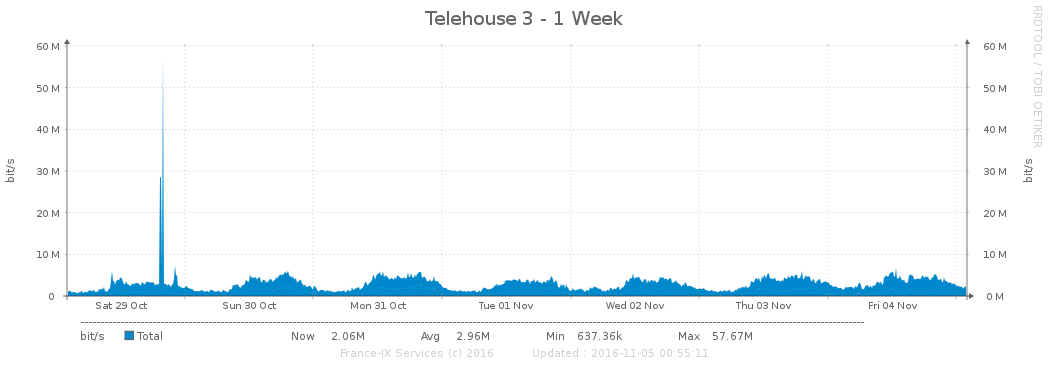 Telehouse 3 - 1 Week
RRDTOOL / TOBI OETIKER
60 M 60 M
50 M 50 M
40 M 40 M
30 M 30 M
20 M 20 M
10 M 10 M
0 0 M
bit/s bit/s
Sat 29 Oct Sun 30 Oct Mon 31 Oct Tue 01 Nov Wed 02 Nov Thu 03 Nov Fri 04 Nov
bit/s Total Now 2.06M Avg 2.96M Min 637.36k Max 57.67M
France-IX Services (c) 2016 Updated : 2016-11-05 00:55:11